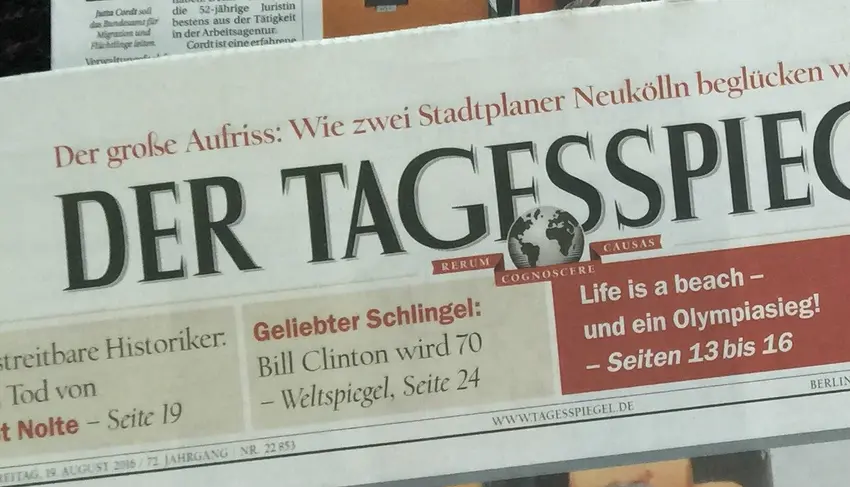 Jutta Cordt soll
das Bundesamt für
Migration und
Flüchtlinge leiten.
die 52-jährige Juristin
bestens aus der Tätigkeit
in der Arbeitsagentur.
Cordt ist eine erfahrene
Der große Aufriss: Wie zwei Stadtplaner Neukölln beglücken
DER TAGESSPIEG
RERUM COGNOSCERE CAUSAS
streitbare Historiker.
Tod von
t Nolte – Seite 19
Geliebter Schlingel:
Bill Clinton wird 70
– Weltspiegel, Seite 24
Life is a beach –
und ein Olympiasieg!
– Seiten 13 bis 16
WWW.TAGESSPIEGEL.DE
BERLIN
REITAG, 19. AUGUST 2016 / 72. JAHRGANG / NR. 22 853